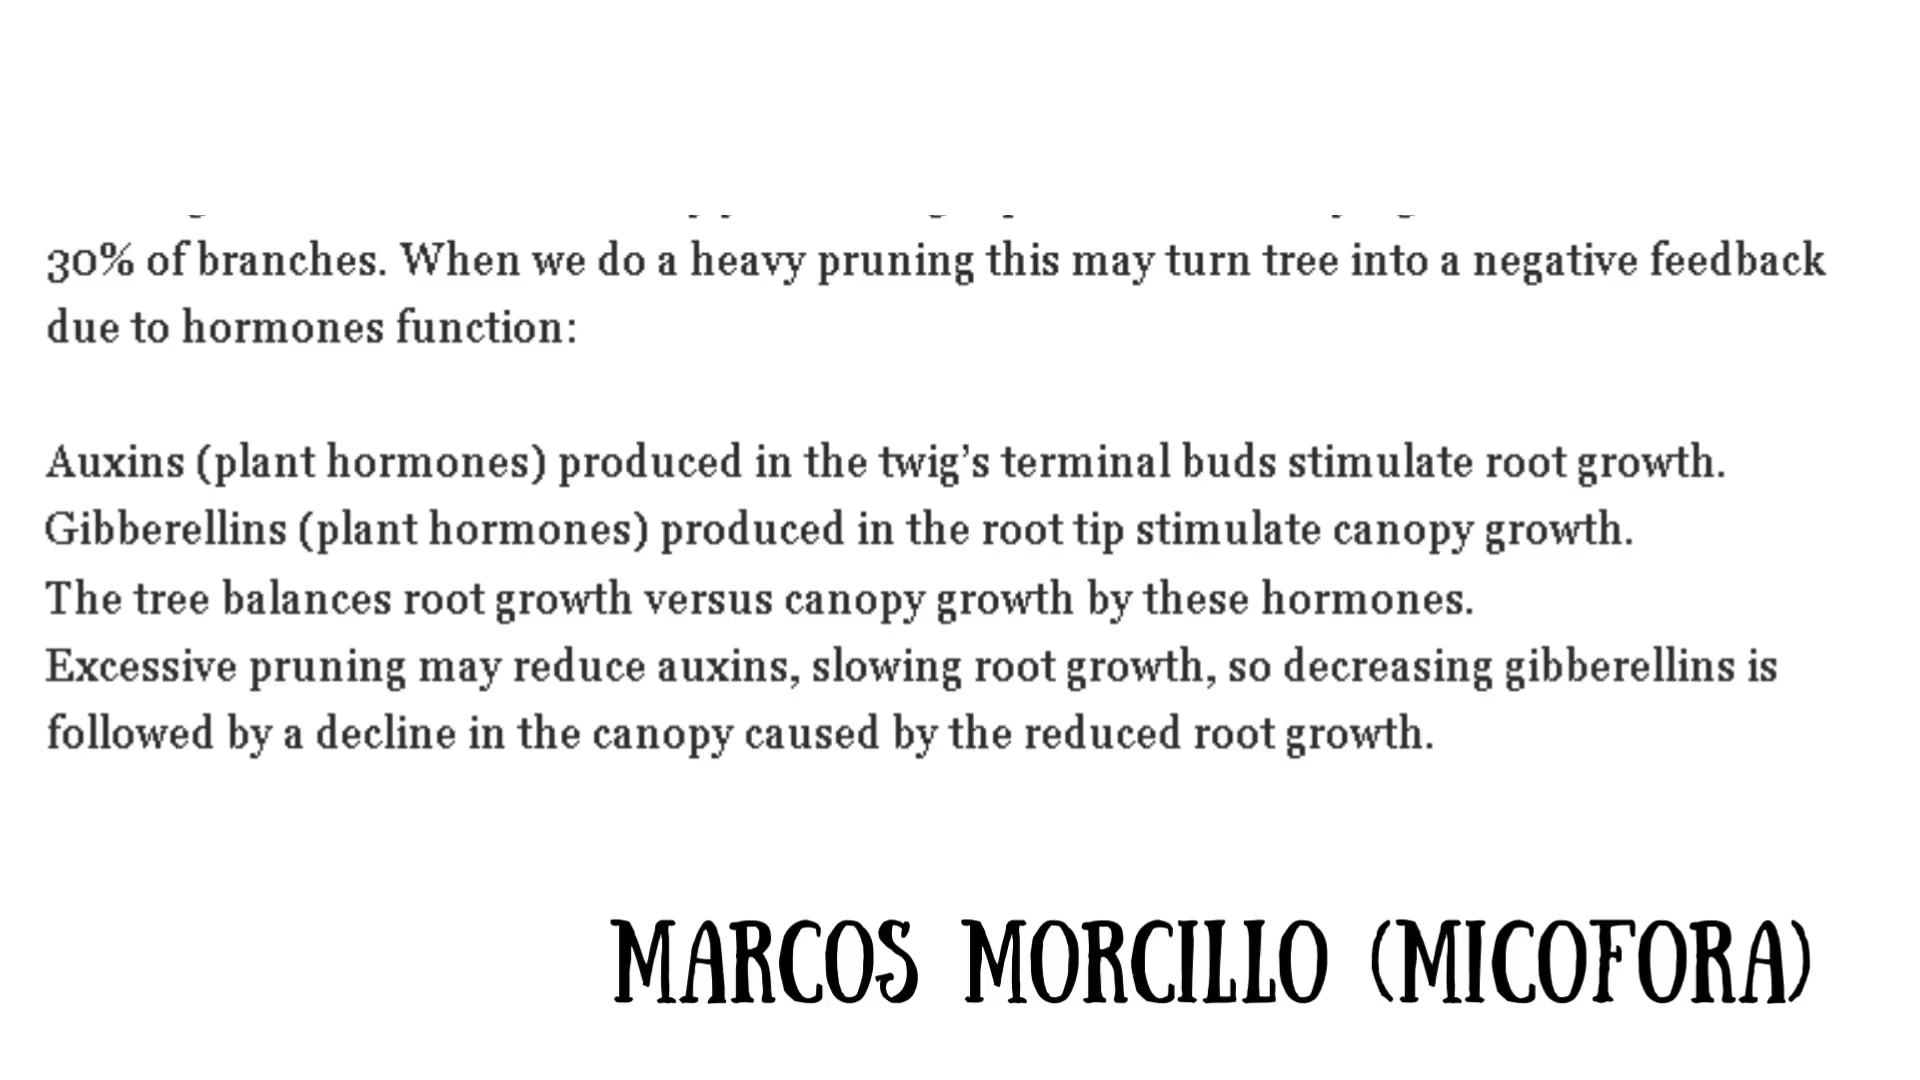 30% of branches. When we do a heavy pruning this may turn tree into a negative feedback
due to hormones function:
Auxins (plant hormones) produced in the twig’s terminal buds stimulate root growth.
Gibberellins (plant hormones) produced in the root tip stimulate canopy growth.
The tree balances root growth versus canopy growth by these hormones.
Excessive pruning may reduce auxins, slowing root growth, so decreasing gibberellins is
followed by a decline in the canopy caused by the reduced root growth.
MARCOS MORCILLO (MICOFORA)